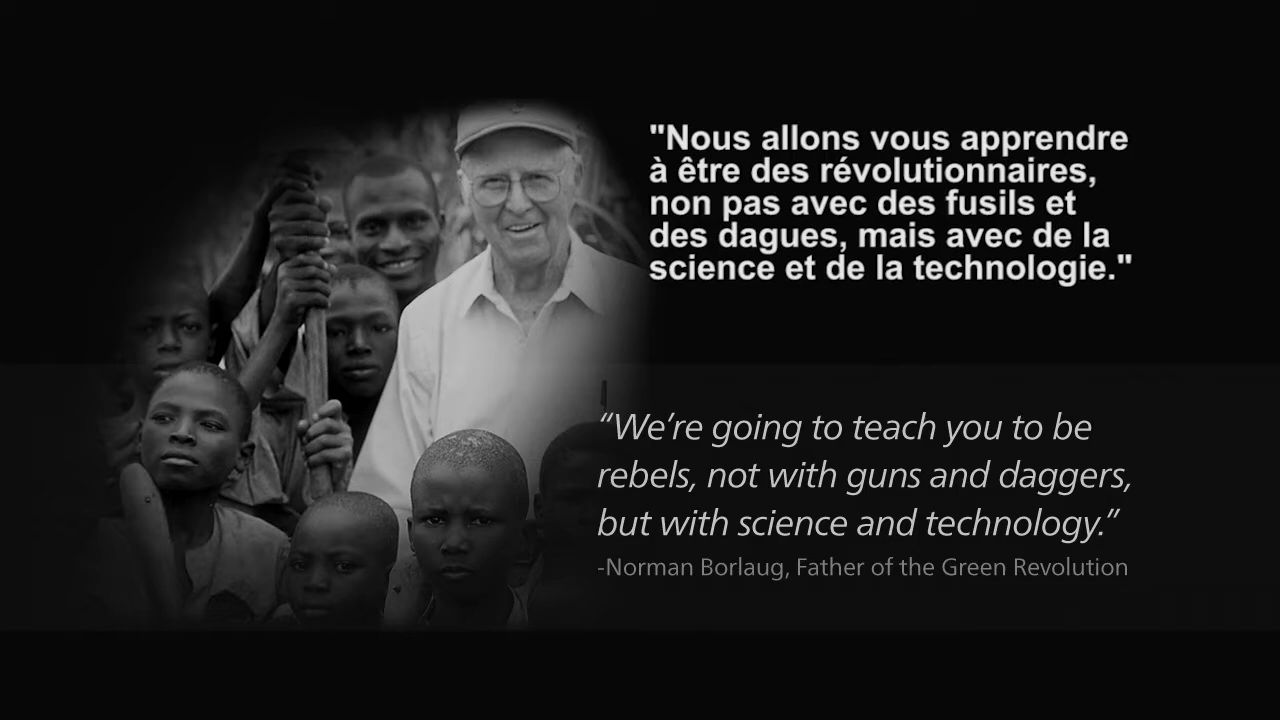 "Nous allons vous apprendre
à être des révolutionnaires,
non pas avec des fusils et
des dagues, mais avec de la
science et de la technologie."
“We’re going to teach you to be
rebels, not with guns and daggers,
but with science and technology.”
-Norman Borlaug, Father of the Green Revolution